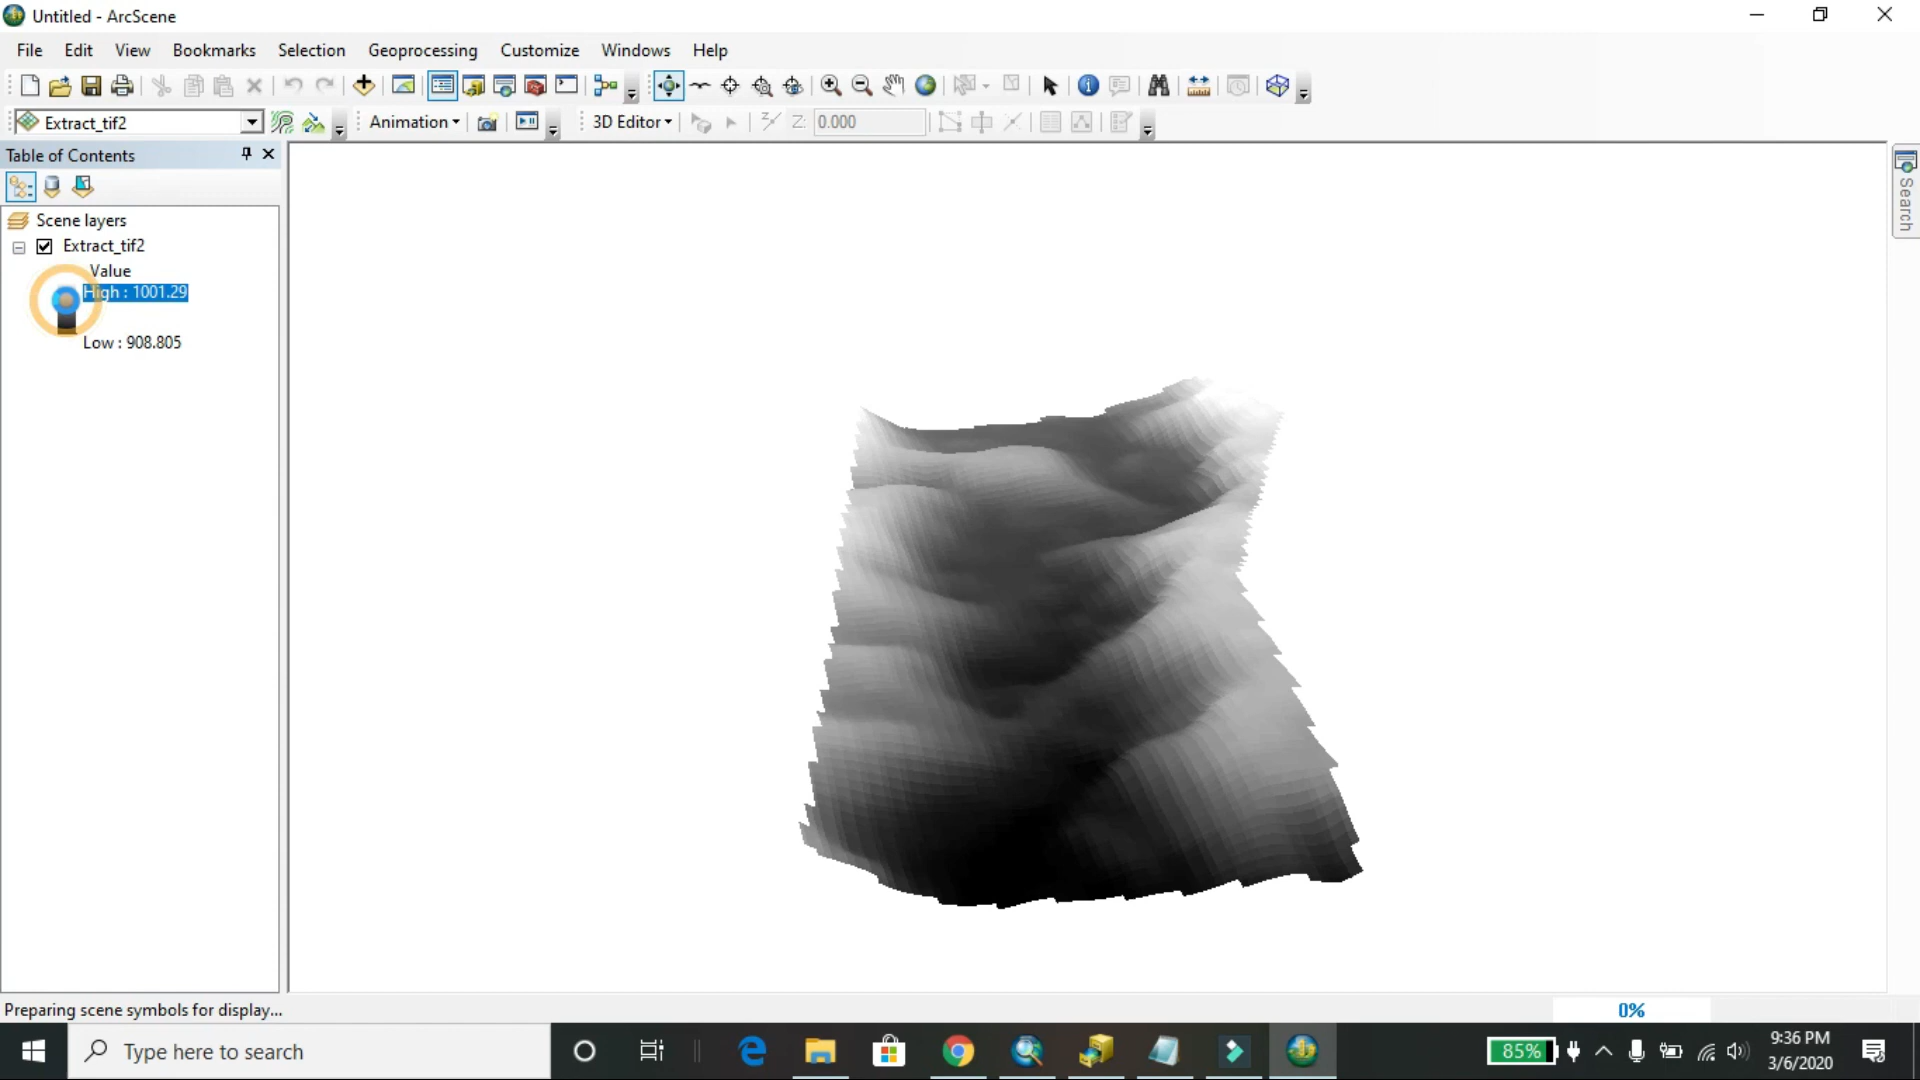 Untitled - ArcScene
File Edit View Bookmarks Selection Geoprocessing Customize Windows Help
Extract_tif2 Animation 3D Editor Z: 0.000
Table of Contents
Search
Scene layers
Extract_tif2
Value
High : 1001.29
Low : 908.805
Preparing scene symbols for display...
0%
Type here to search
85%
9:36 PM
3/6/2020